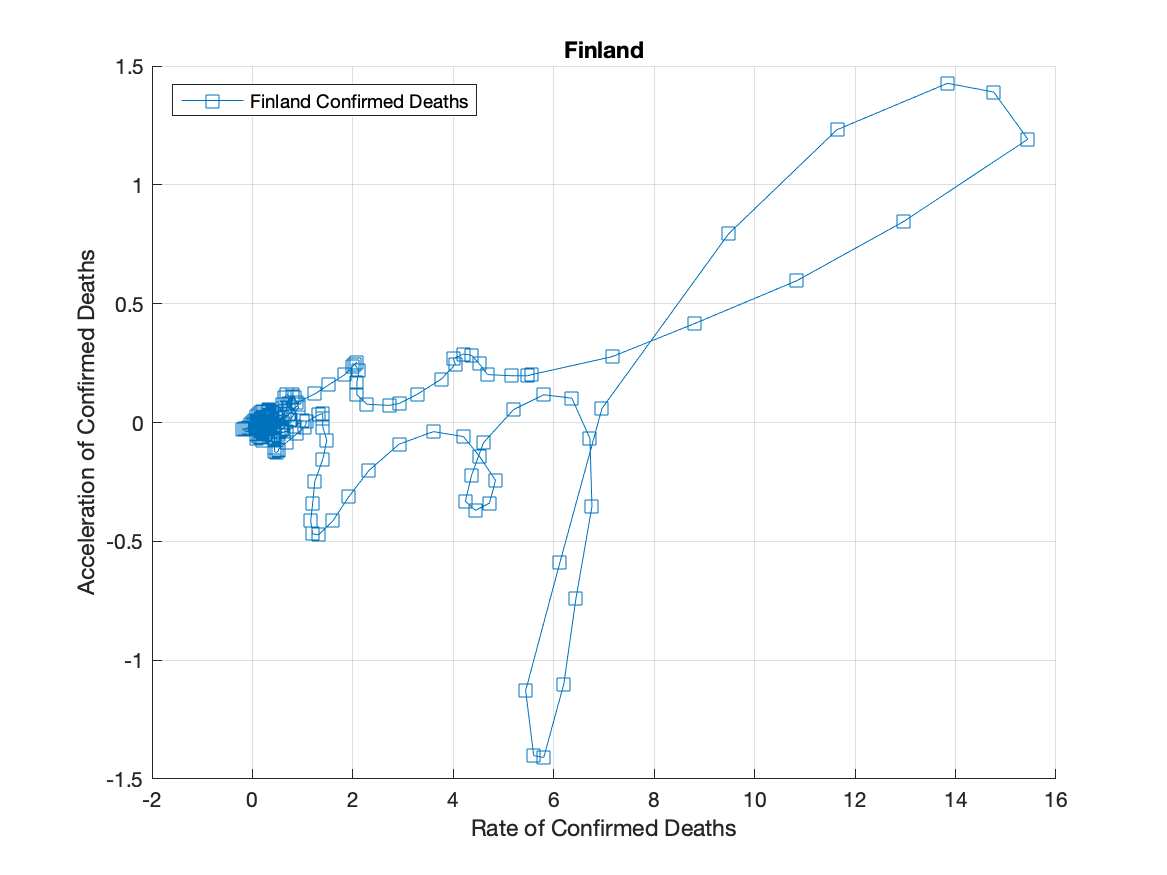 Finland
Finland Confirmed Deaths
1.5
1
0.5
0
-0.5
-1
-1.5
Acceleration of Confirmed Deaths
-2 0 2 4 6 8 10 12 14 16
Rate of Confirmed Deaths